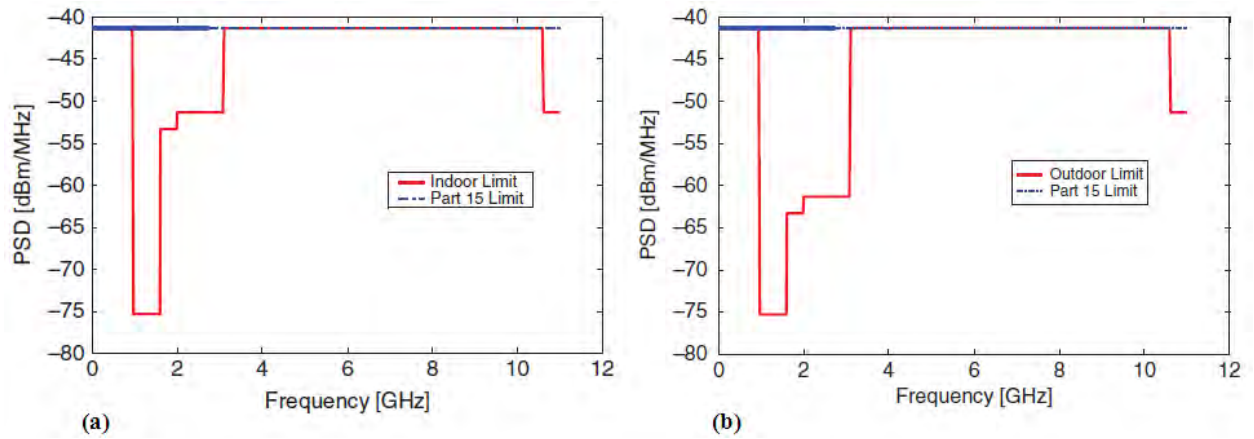 –40
–45
–50
–55
–60
–65
–70
–75
–80
PSD [dBm/MHz]
Indoor Limit
Part 15 Limit
0 2 4 6 8 10 12
Frequency [GHz]
(a)
–40
–45
–50
–55
–60
–65
–70
–75
–80
PSD [dBm/MHz]
Outdoor Limit
Part 15 Limit
0 2 4 6 8 10 12
Frequency [GHz]
(b)